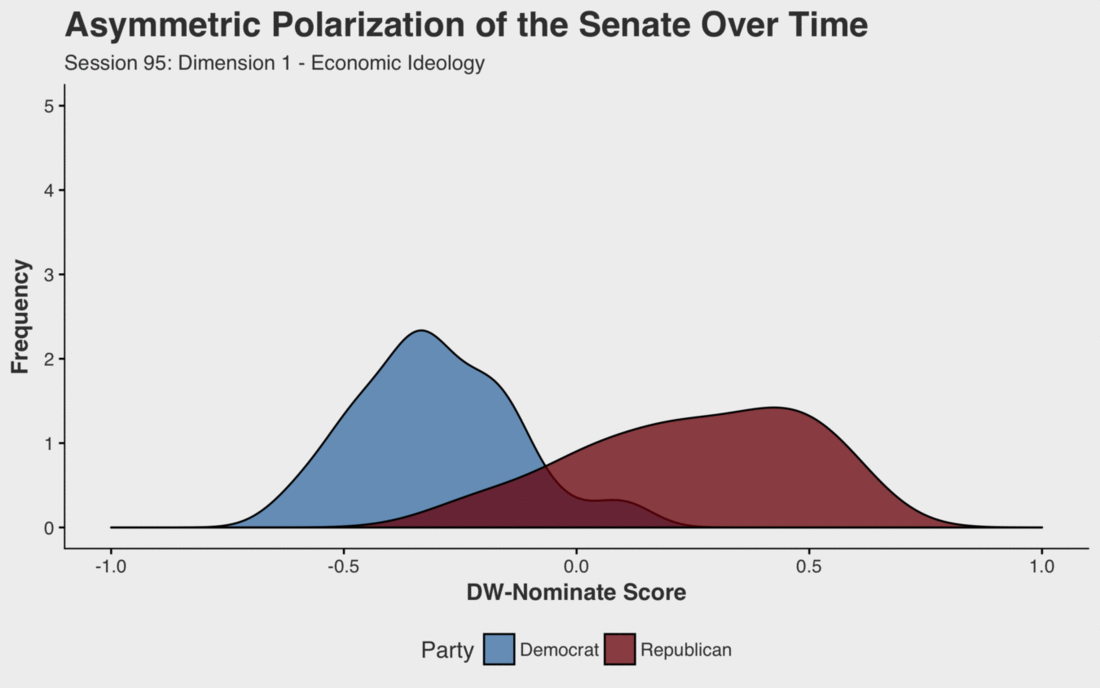 Asymmetric Polarization of the Senate Over Time
Session 95: Dimension 1 - Economic Ideology
5
4
3
2
1
0
Frequency
-1.0 -0.5 0.0 0.5 1.0
DW-Nominate Score
Party Democrat Republican